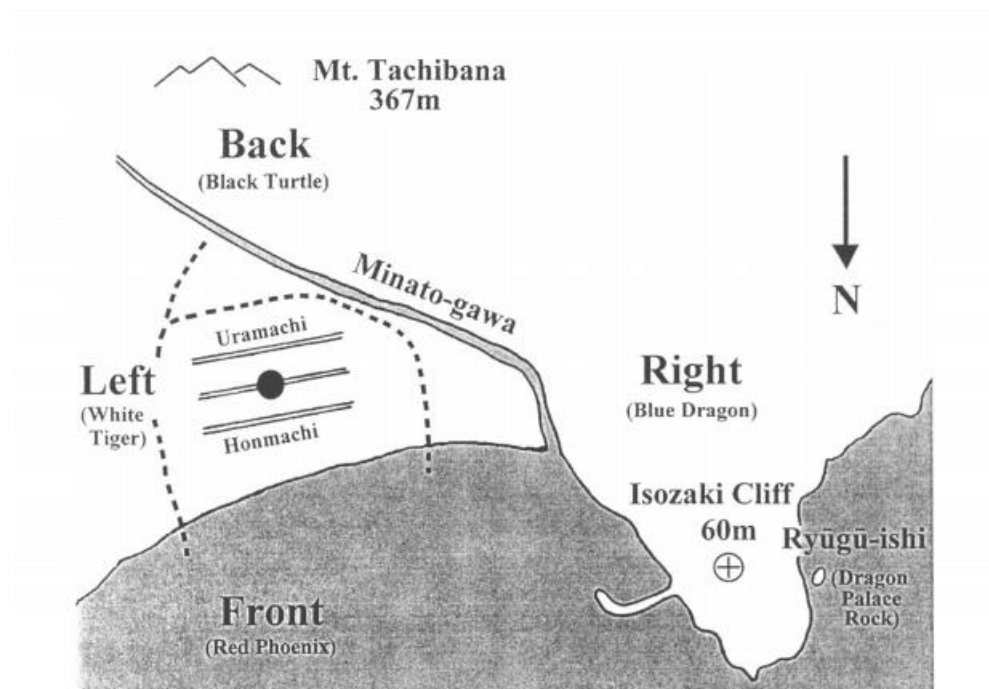 Mt. Tachibana
367m
Back
(Black Turtle)
Minato-gawa
N
Uramachi
Left
(White
Tiger)
Honmachi
Right
(Blue Dragon)
Isozaki Cliff
60m
Ryūgū-ishi
(Dragon
Palace
Rock)
Front
(Red Phoenix)